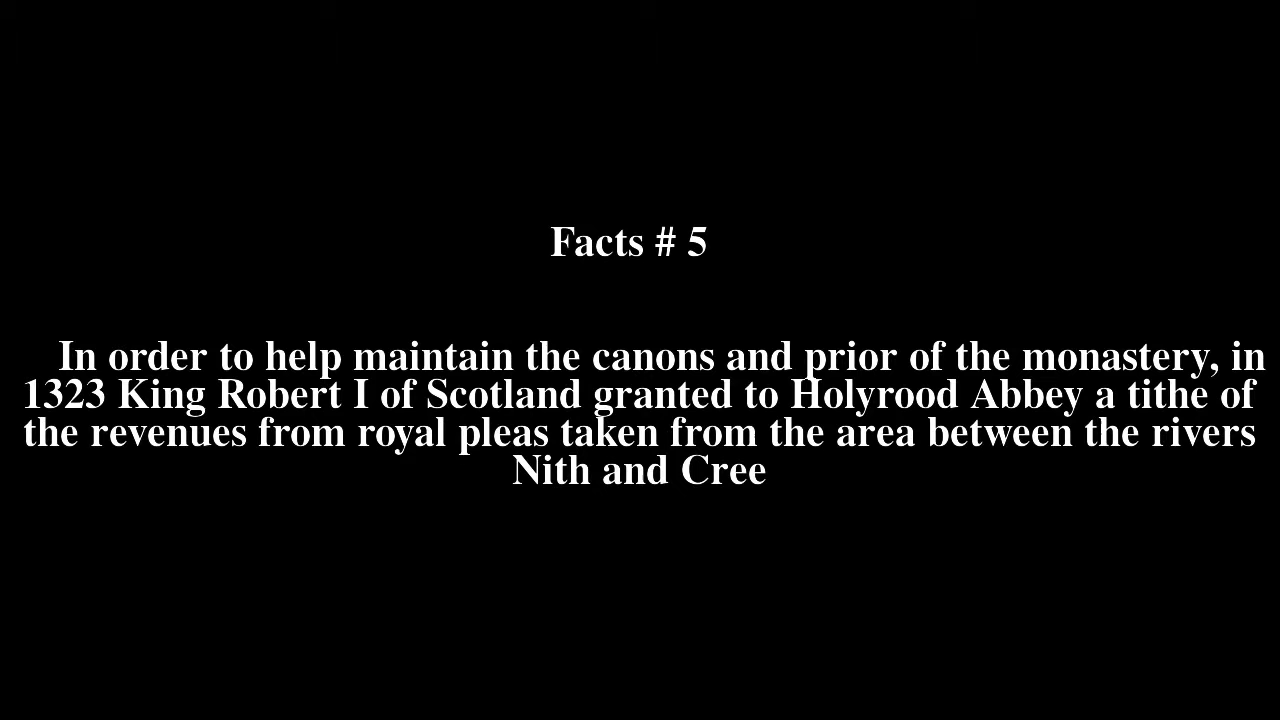 Facts # 5
In order to help maintain the canons and prior of the monastery, in
1323 King Robert I of Scotland granted to Holyrood Abbey a tithe of
the revenues from royal pleas taken from the area between the rivers
Nith and Cree